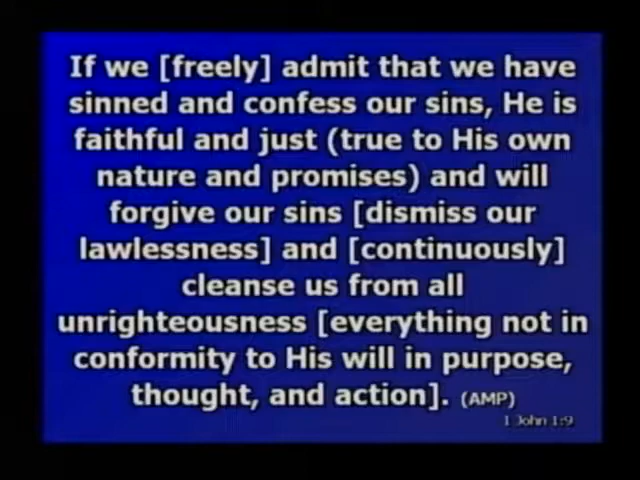 If we [freely] admit that we have
sinned and confess our sins, He is
faithful and just (true to His own
nature and promises) and will
forgive our sins [dismiss our
lawlessness] and [continuously]
cleanse us from all
unrighteousness [everything not in
conformity to His will in purpose,
thought, and action]. (AMP)
1 John 1:9